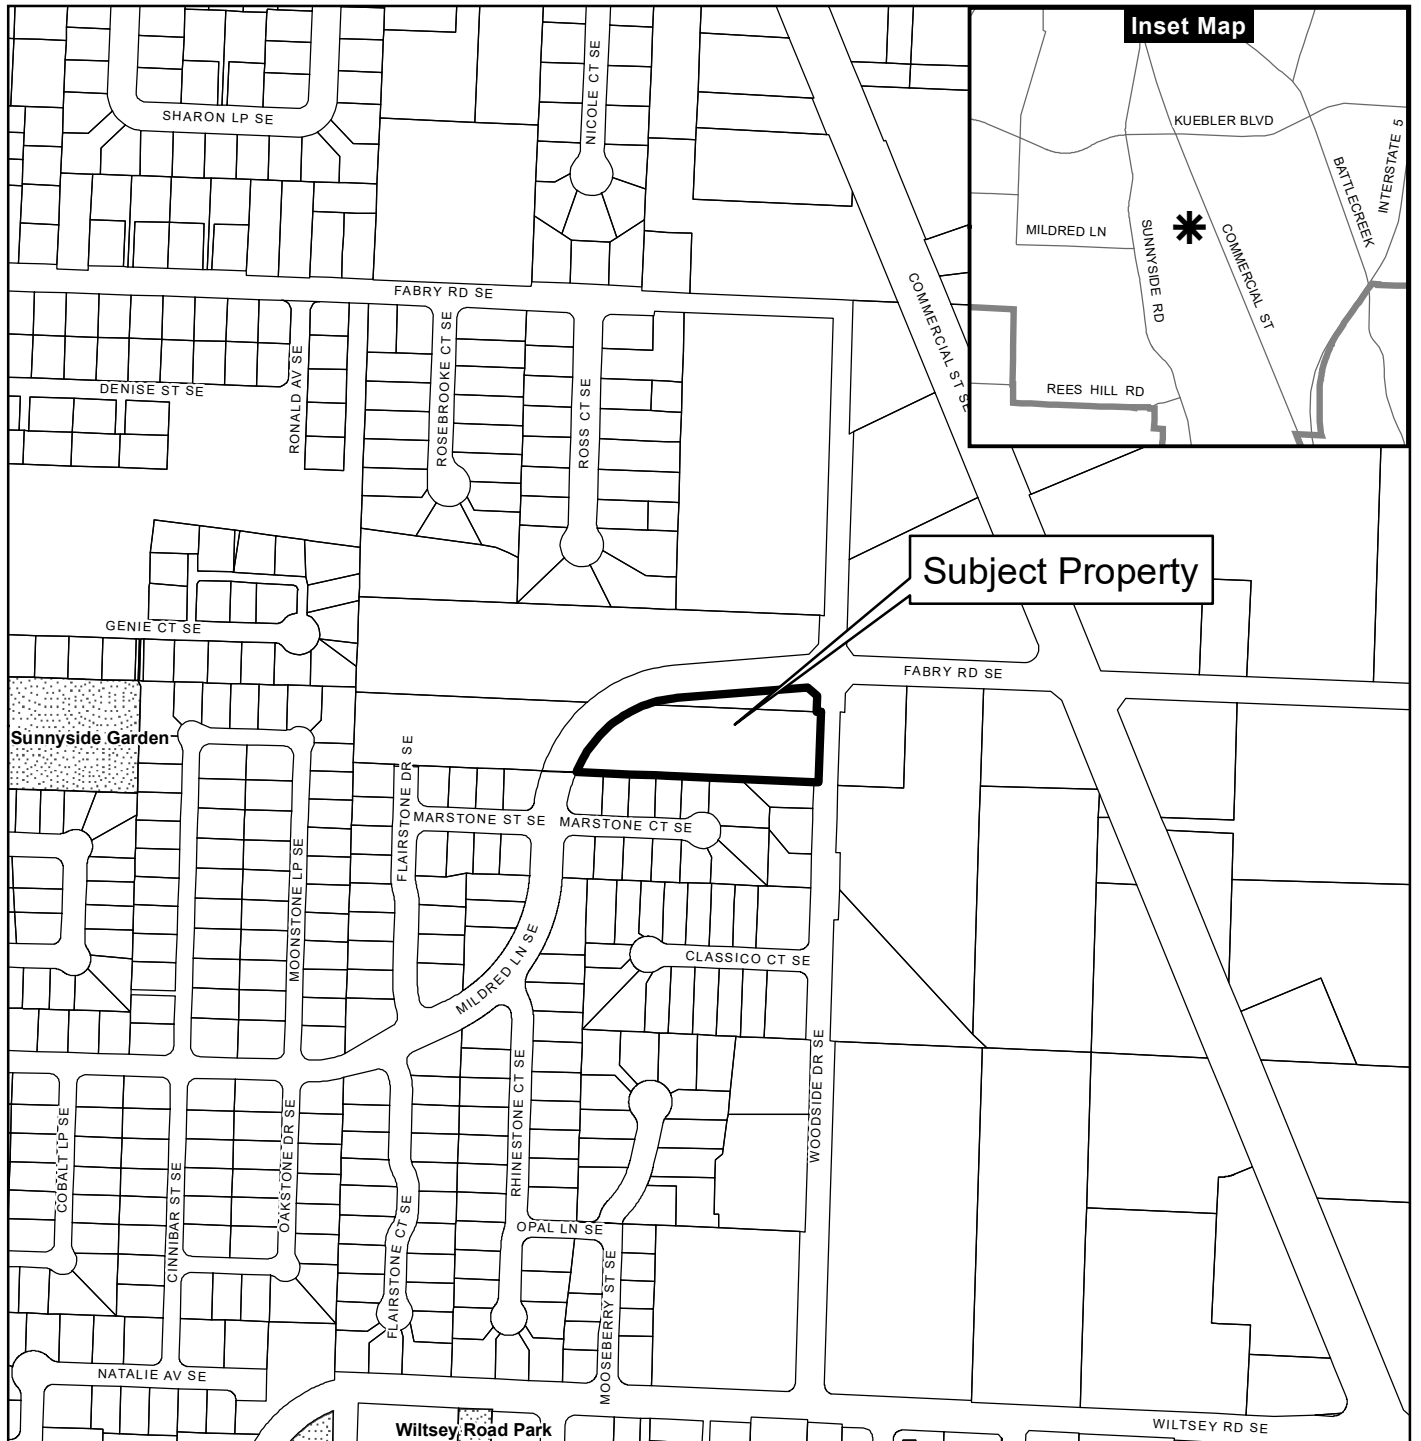 Inset Map
KUEBLER BLVD
INTERSTATE 5
BATTLECREEK
MILDRED LN
SUNNYSIDE RD
COMMERCIAL ST
REES HILL RD
NICOLE CT SE
SHARON LP SE
FABRY RD SE
COMMERCIAL ST SE
ROSEBROOKE CT SE
RONALD AV SE
ROSS CT SE
DENISE ST SE
Subject Property
GENIE CT SE
FABRY RD SE
Sunnyside Garden
FLAIRSTONE DR SE
MARSTONE ST SE
MARSTONE CT SE
MOONSTONE LP SE
MILDRED LN SE
CLASSICO CT SE
WOODSIDE DR SE
RHINESTONE CT SE
COBALT LP SE
OAKSTONE DR SE
CINNIBAR ST SE
FLAIRSTONE CT SE
OPAL LN SE
MOOSEBERRY ST SE
NATALIE AV SE
Wiltsey Road Park
WILTSEY RD SE